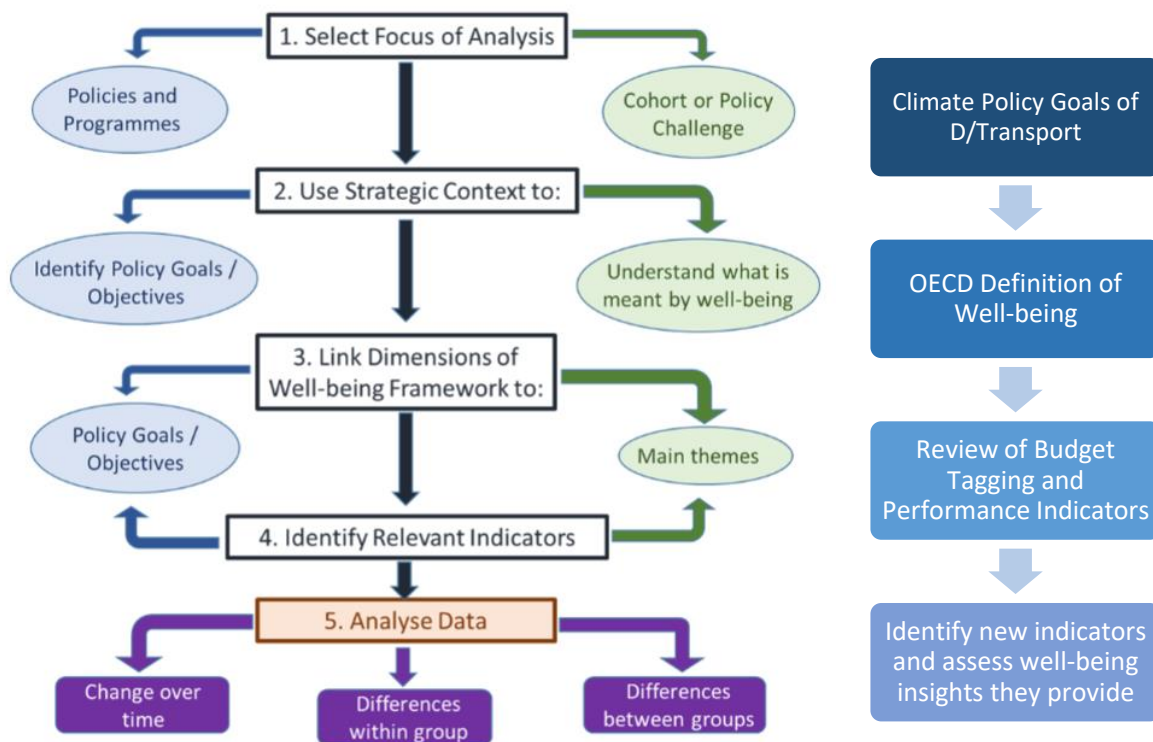 1. Select Focus of Analysis
Policies and
Programmes
Cohort or Policy
Challenge
2. Use Strategic Context to:
Identify Policy Goals /
Objectives
Understand what is
meant by well-being
3. Link Dimensions of
Well-being Framework to:
Policy Goals /
Objectives
Main themes
4. Identify Relevant Indicators
5. Analyse Data
Change over
time
Differences
within group
Differences
between groups
Climate Policy Goals of
D/Transport
OECD Definition of
Well-being
Review of Budget
Tagging and
Performance Indicators
Identify new indicators
and assess well-being
insights they provide